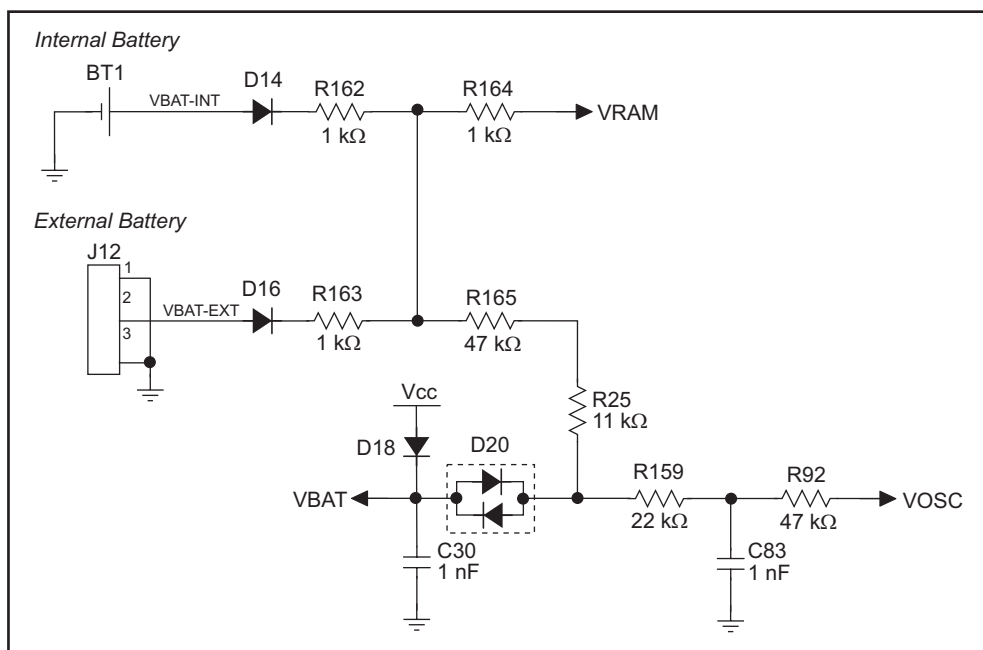 Internal Battery
BT1
VBAT-INT
D14
R162
1 kΩ
R164
1 kΩ
VRAM
External Battery
J12
1
2
3
VBAT-EXT
D16
R163
1 kΩ
R165
47 kΩ
R25
11 kΩ
Vcc
D18
D20
VBAT
C30
1 nF
R159
22 kΩ
C83
1 nF
R92
47 kΩ
VOSC